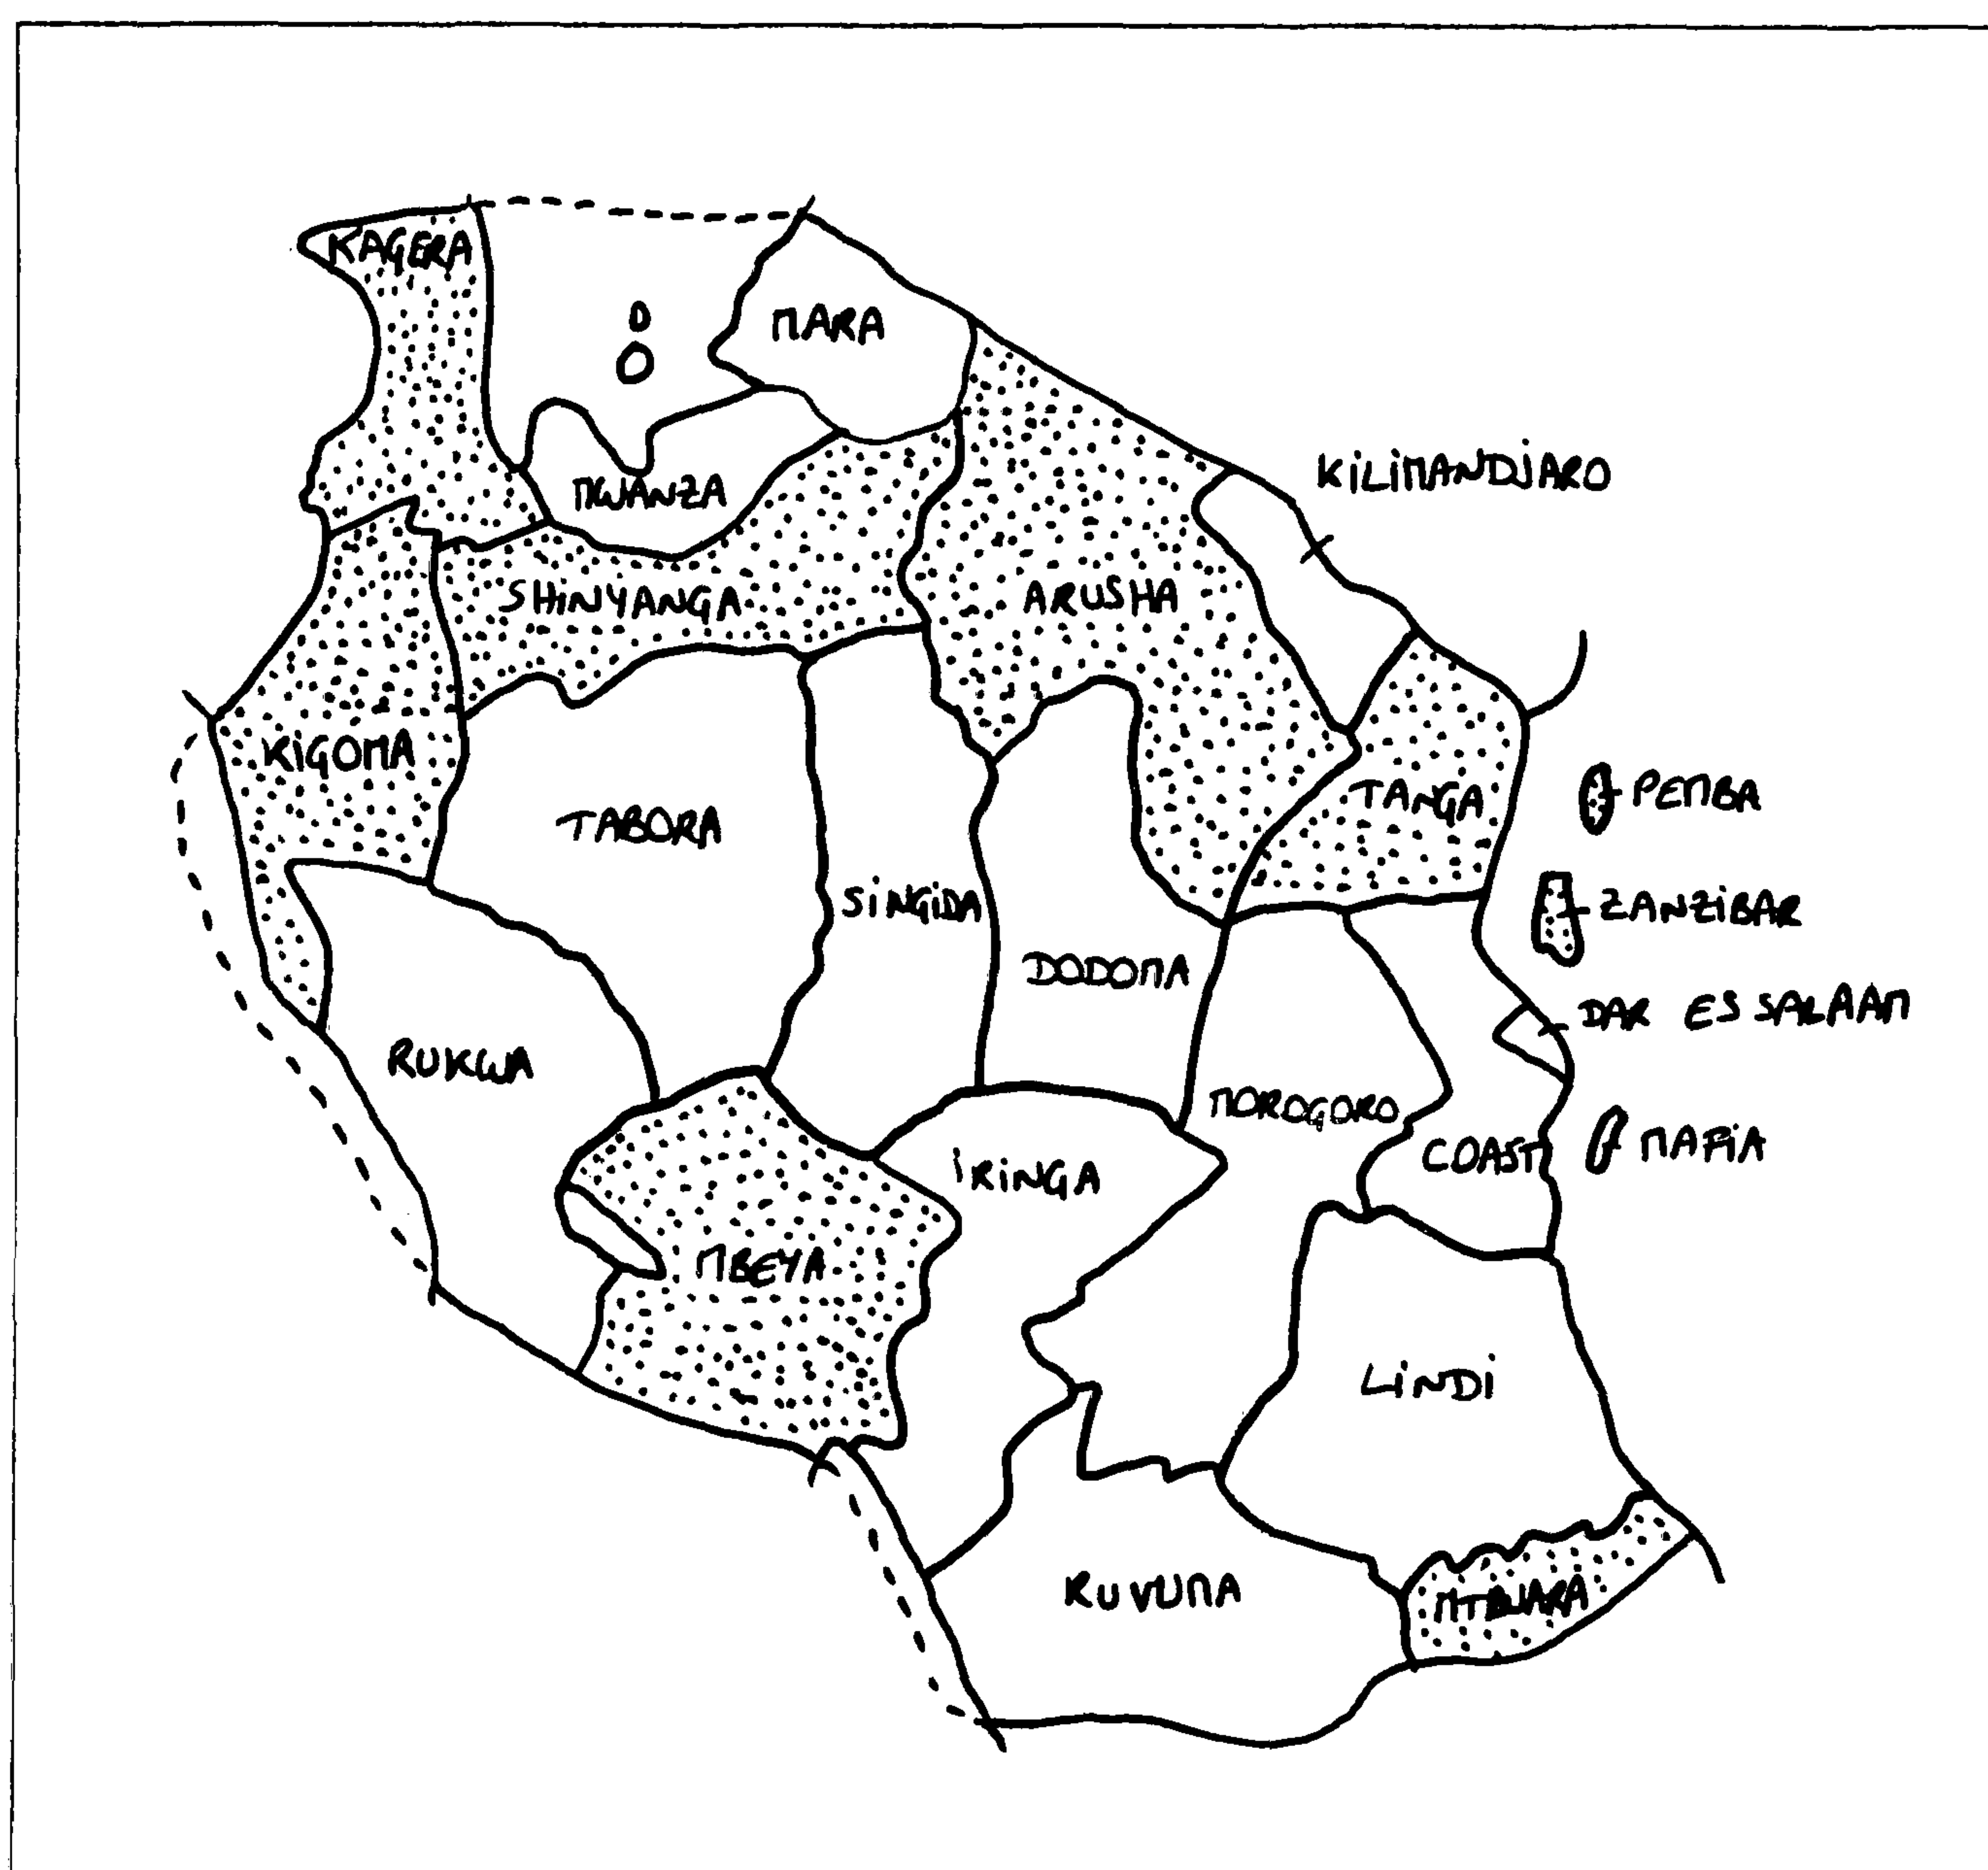 KAGERA
MARA
KILIMANDJARO
MWANZA
SHINYANGA
ARUSHA
KIGOMA
TABORA
TANGA
PEMBA
SINGIDA
ZANZIBAR
DODOMA
DAR ES SALAAM
RUKWA
MOROGORO
IRINGA
COAST
MAFIA
MBEYA
LINDI
RUVUMA
MTWARA